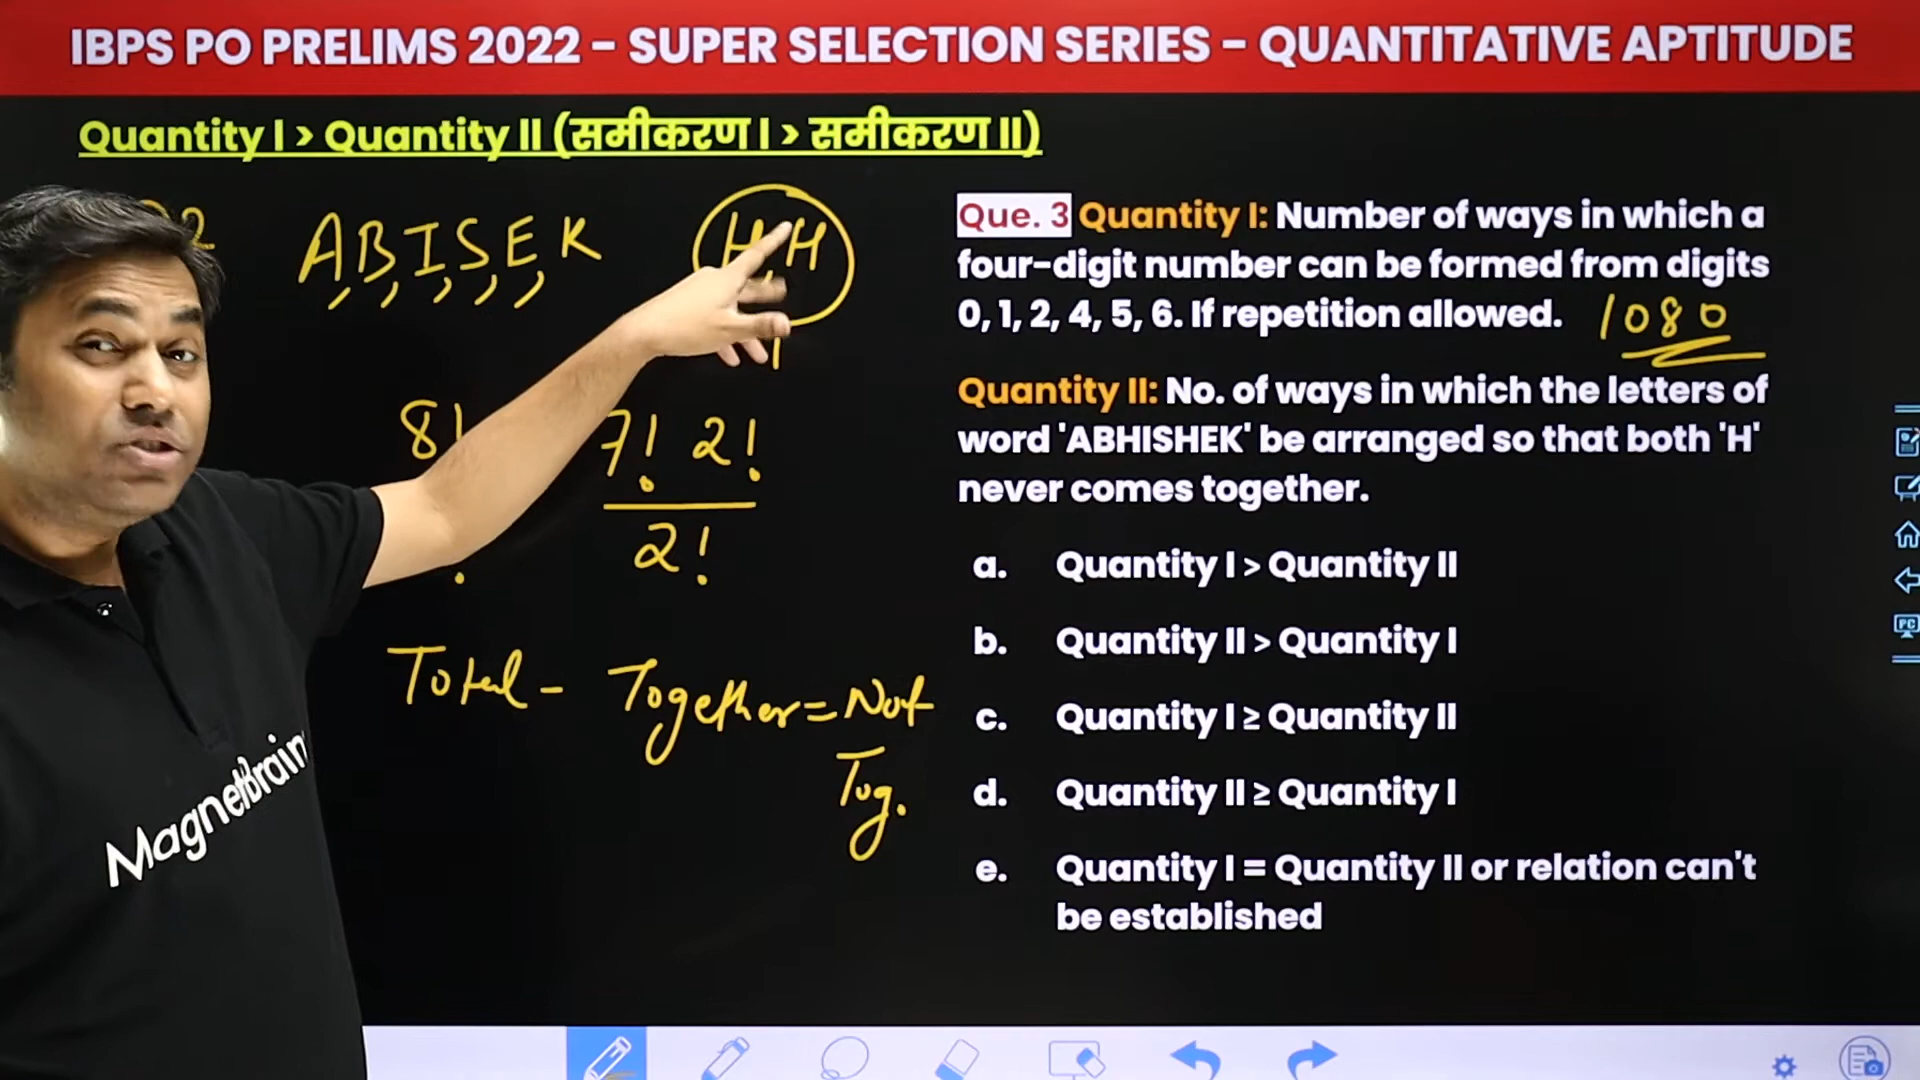 IBPS PO PRELIMS 2022 - SUPER SELECTION SERIES - QUANTITATIVE APTITUDE
Quantity I > Quantity II (समीकरण I > समीकरण II)
A B, I, S, E, K
H, H
8!
7! 2!
2!
Total - Together = Not
Tog.
MagnetBrain
Que. 3 Quantity I: Number of ways in which a
four-digit number can be formed from digits
0, 1, 2, 4, 5, 6. If repetition allowed. 1080
Quantity II: No. of ways in which the letters of
word 'ABHISHEK' be arranged so that both 'H'
never comes together.
a. Quantity I > Quantity II
b. Quantity II > Quantity I
c. Quantity I ≥ Quantity II
d. Quantity II ≥ Quantity I
e. Quantity I = Quantity II or relation can't
be established
PC